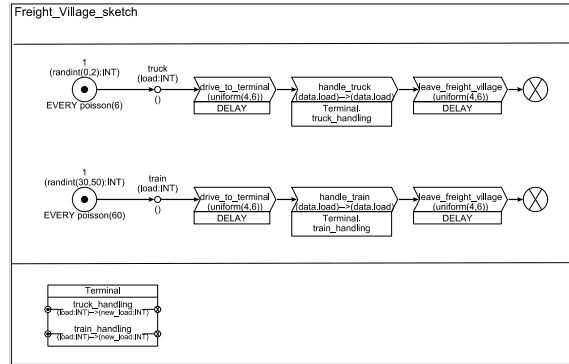 Freight_Village_sketch
1
(randint(0,2):INT)
EVERY poisson(6)
truck
(load:INT)
()
drive_to_terminal
(uniform(4,6))
DELAY
handle_truck
(data.load)—>(data.load)
Terminal.
truck_handling
leave_freight_village
(uniform(4,6))
DELAY
1
(randint(30,50):INT)
EVERY poisson(60)
train
(load:INT)
()
drive_to_terminal
(uniform(4,6))
DELAY
handle_train
(data.load)—>(data.load)
Terminal.
train_handling
leave_freight_village
(uniform(4,6))
DELAY
Terminal
truck_handling
(load:INT)—>(new_load:INT)
train_handling
(load:INT)—>(new_load:INT)